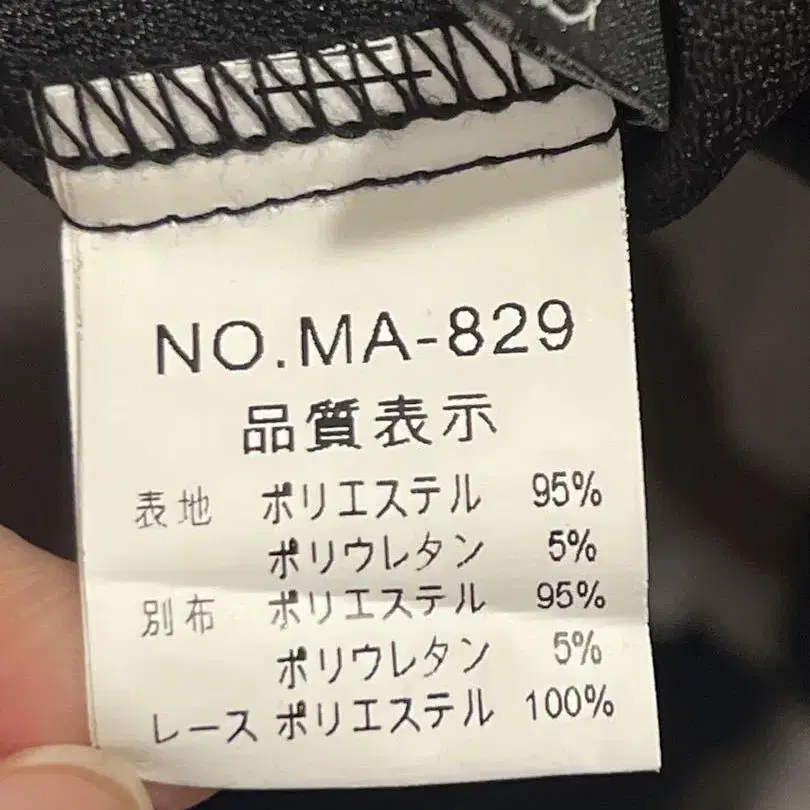 NO.MA-829
品質表示
表地 ポリエステル 95%
ポリウレタン 5%
別布 ポリエステル 95%
ポリウレタン 5%
レース ポリエステル 100%